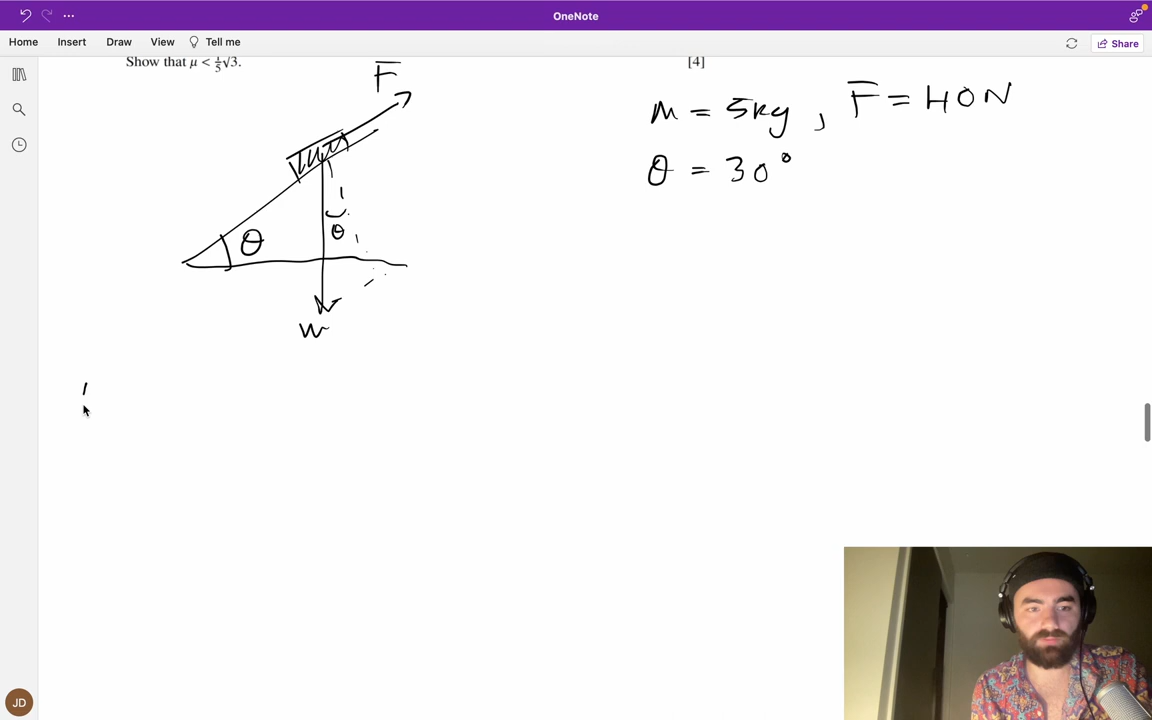 OneNote
Home Insert Draw View Tell me Share
Show that μ < 1/5√3. [4]
F
m = 5kg, F = 40N
θ = 30°
θ
θ
W
JD